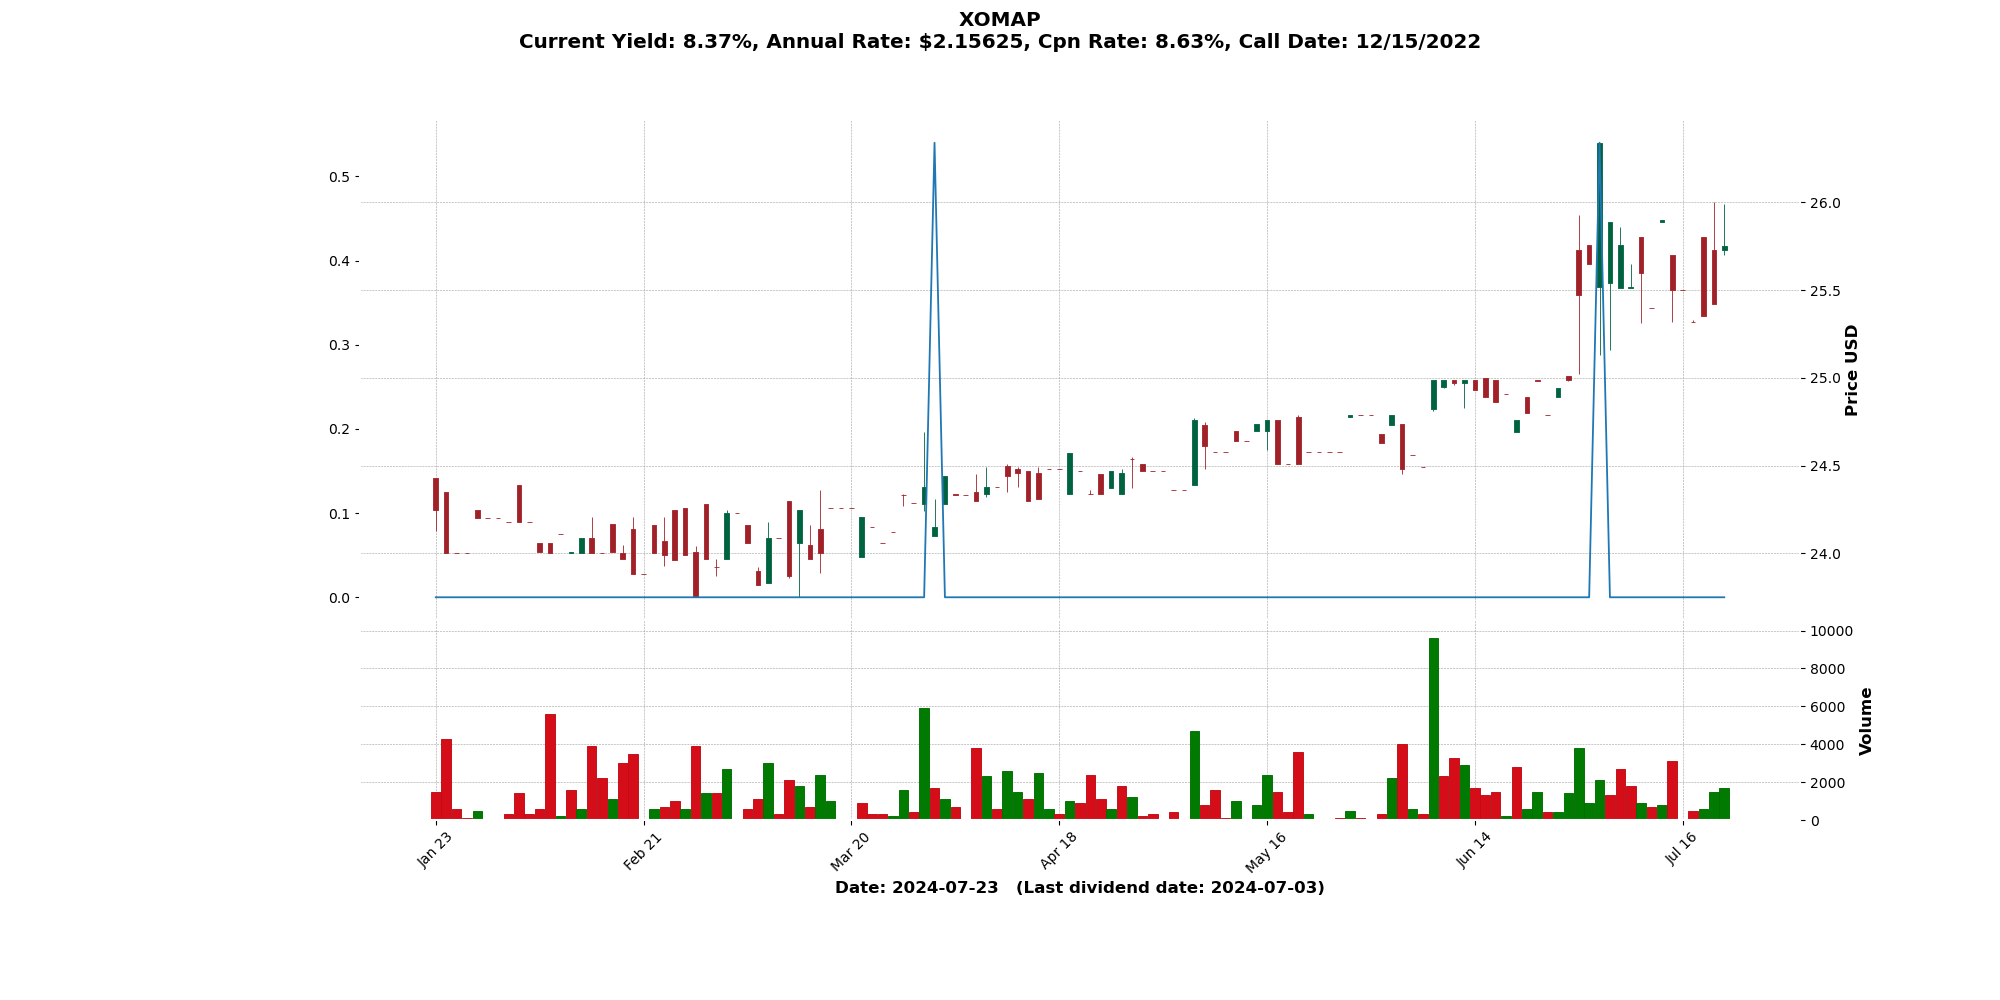 XOMAP
Current Yield: 8.37%, Annual Rate: $2.15625, Cpn Rate: 8.63%, Call Date: 12/15/2022
0.5
0.4
0.3
0.2
0.1
0.0
26.0
25.5
25.0
24.5
24.0
Price USD
10000
8000
6000
4000
2000
0
Volume
Jan 23
Feb 21
Mar 20
Apr 18
May 16
Jun 14
Jul 16
Date: 2024-07-23   (Last dividend date: 2024-07-03)